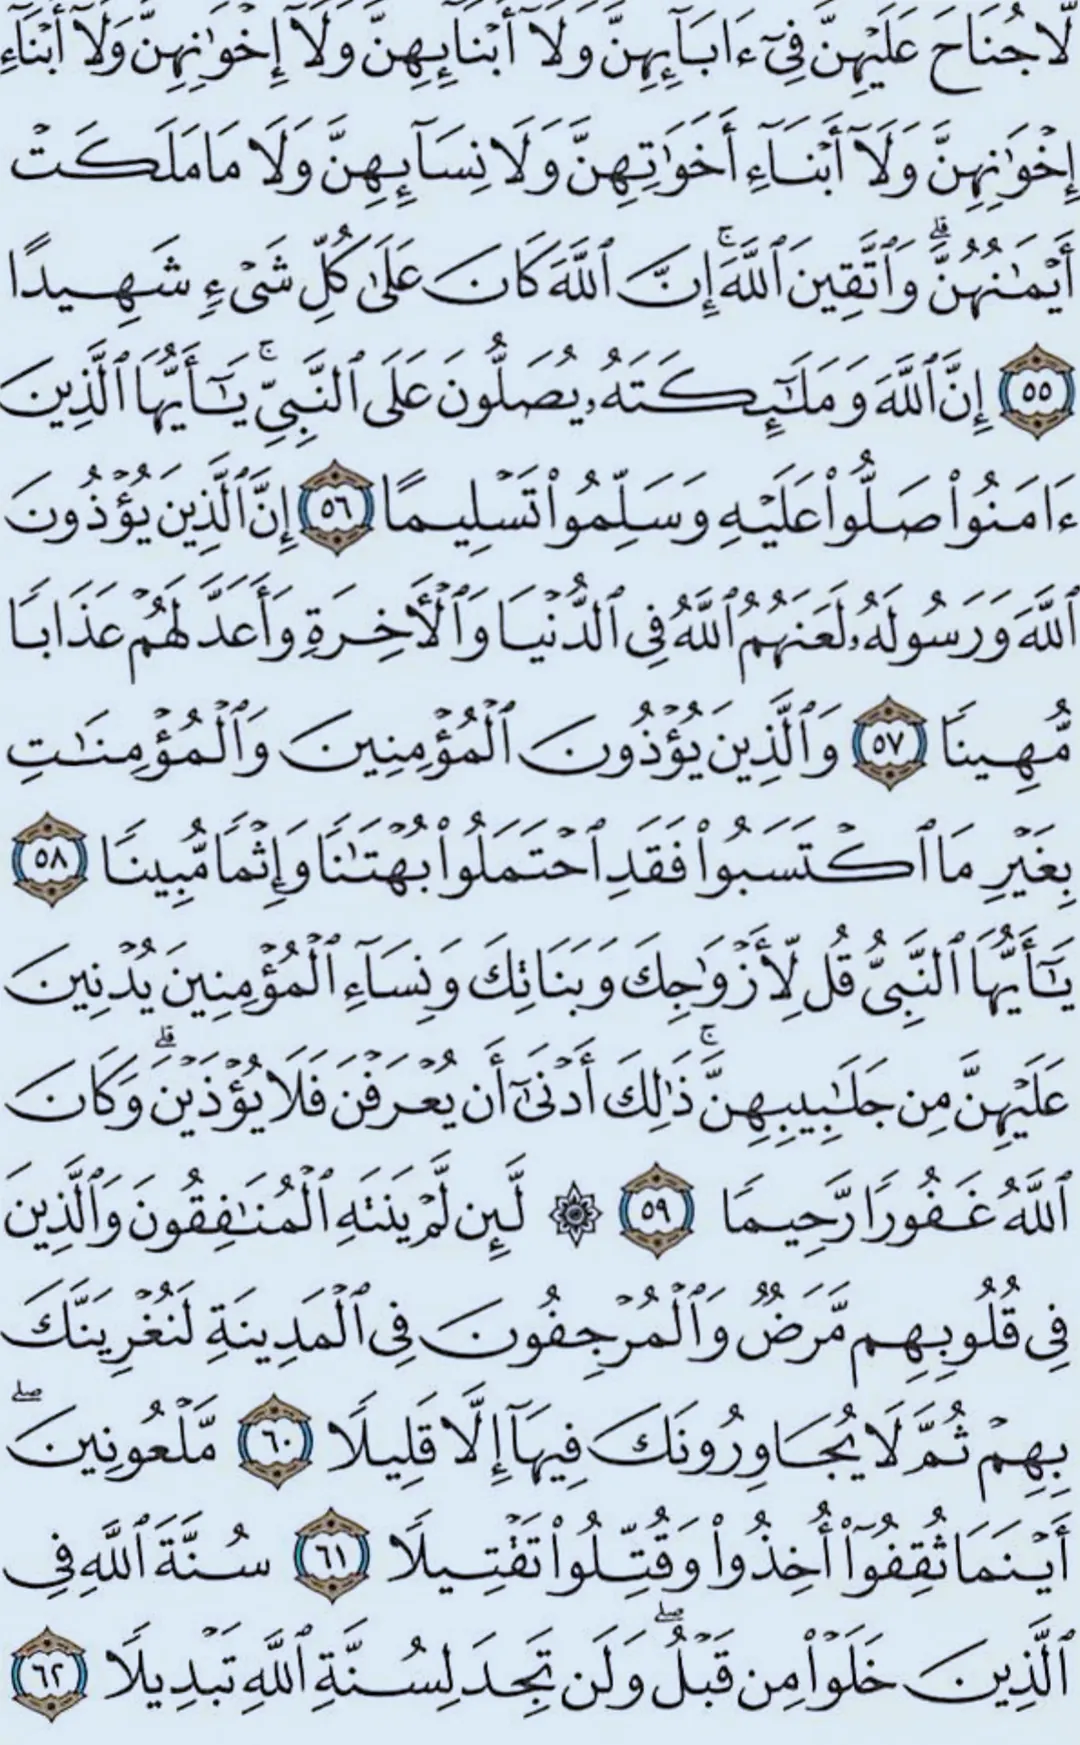 لَّا جُنَاحَ عَلَيْهِنَّ فِىٓ ءَابَآئِهِنَّ وَلَآ أَبْنَآئِهِنَّ وَلَآ إِخْوَٰنِهِنَّ وَلَآ أَبْنَآءِ
إِخْوَٰنِهِنَّ وَلَآ أَبْنَآءِ أَخَوَٰتِهِنَّ وَلَا نِسَآئِهِنَّ وَلَا مَا مَلَكَتْ
أَيْمَٰنُهُنَّ ۗ وَٱتَّقِينَ ٱللَّهَ ۚ إِنَّ ٱللَّهَ كَانَ عَلَىٰ كُلِّ شَىْءٍ شَهِيدًا
٥٥ إِنَّ ٱللَّهَ وَمَلَٰٓئِكَتَهُۥ يُصَلُّونَ عَلَى ٱلنَّبِىِّ ۚ يَٰٓأَيُّهَا ٱلَّذِينَ
ءَامَنُوا۟ صَلُّوا۟ عَلَيْهِ وَسَلِّمُوا۟ تَسْلِيمًا ٥٦ إِنَّ ٱلَّذِينَ يُؤْذُونَ
ٱللَّهَ وَرَسُولَهُۥ لَعَنَهُمُ ٱللَّهُ فِى ٱلدُّنْيَا وَٱلْأَخِرَةِ وَأَعَدَّ لَهُمْ عَذَابًا
مُّهِينًا ٥٧ وَٱلَّذِينَ يُؤْذُونَ ٱلْمُؤْمِنِينَ وَٱلْمُؤْمِنَٰتِ
بِغَيْرِ مَا ٱكْتَسَبُوا۟ فَقَدِ ٱحْتَمَلُوا۟ بُهْتَٰنًا وَإِثْمًا مُّبِينًا ٥٨
يَٰٓأَيُّهَا ٱلنَّبِىُّ قُل لِّأَزْوَٰجِكَ وَبَنَاتِكَ وَنِسَآءِ ٱلْمُؤْمِنِينَ يُدْنِينَ
عَلَيْهِنَّ مِن جَلَٰبِيبِهِنَّ ۚ ذَٰلِكَ أَدْنَىٰٓ أَن يُعْرَفْنَ فَلَا يُؤْذَيْنَ ۗ وَكَانَ
ٱللَّهُ غَفُورًا رَّحِيمًا ٥٩ ۞ لَّئِن لَّمْ يَنتَهِ ٱلْمُنَٰفِقُونَ وَٱلَّذِينَ
فِى قُلُوبِهِم مَّرَضٌ وَٱلْمُرْجِفُونَ فِى ٱلْمَدِينَةِ لَنُغْرِيَنَّكَ
بِهِمْ ثُمَّ لَا يُجَاوِرُونَكَ فِيهَآ إِلَّا قَلِيلًا ٦٠ مَّلْعُونِينَ ۖ
أَيْنَمَا ثُقِفُوٓا۟ أُخِذُوا۟ وَقُتِّلُوا۟ تَقْتِيلًا ٦١ سُنَّةَ ٱللَّهِ فِى
ٱلَّذِينَ خَلَوْا۟ مِن قَبْلُ ۖ وَلَن تَجِدَ لِسُنَّةِ ٱللَّهِ تَبْدِيلًا ٦٢